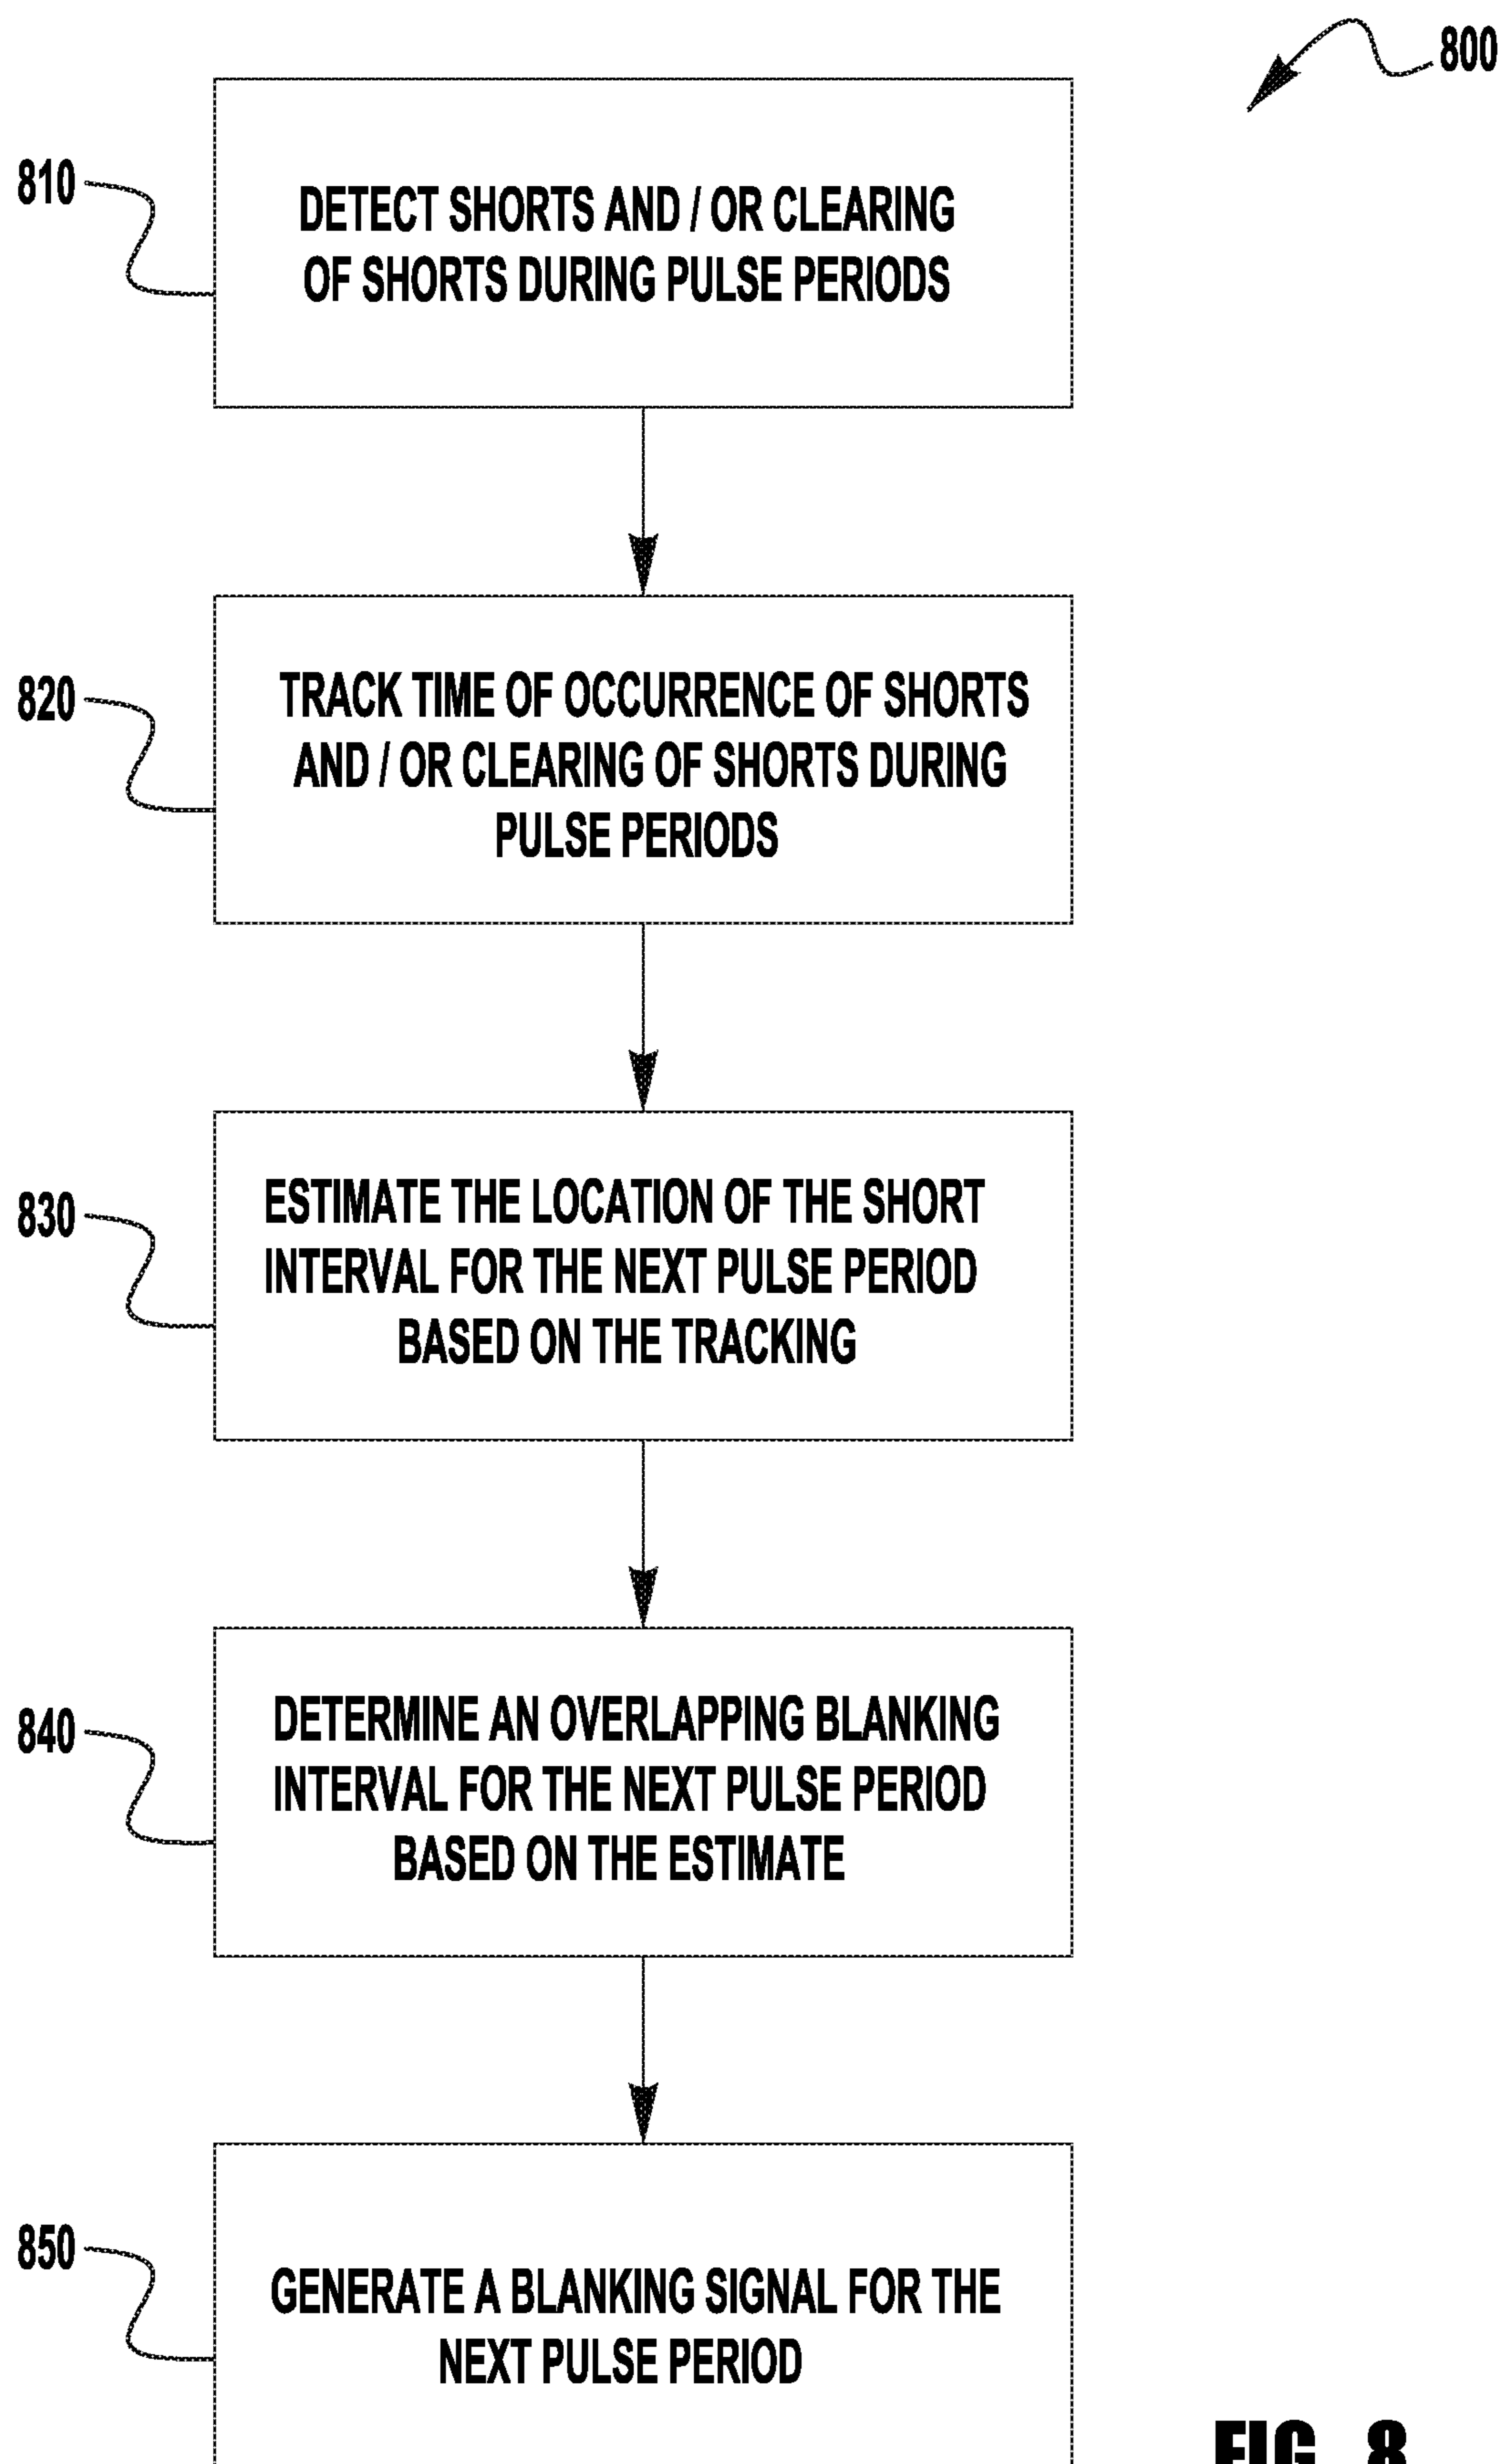 800
810
DETECT SHORTS AND / OR CLEARING
OF SHORTS DURING PULSE PERIODS
820
TRACK TIME OF OCCURRENCE OF SHORTS
AND / OR CLEARING OF SHORTS DURING
PULSE PERIODS
830
ESTIMATE THE LOCATION OF THE SHORT
INTERVAL FOR THE NEXT PULSE PERIOD
BASED ON THE TRACKING
840
DETERMINE AN OVERLAPPING BLANKING
INTERVAL FOR THE NEXT PULSE PERIOD
BASED ON THE ESTIMATE
850
GENERATE A BLANKING SIGNAL FOR THE
NEXT PULSE PERIOD
FIG. 8